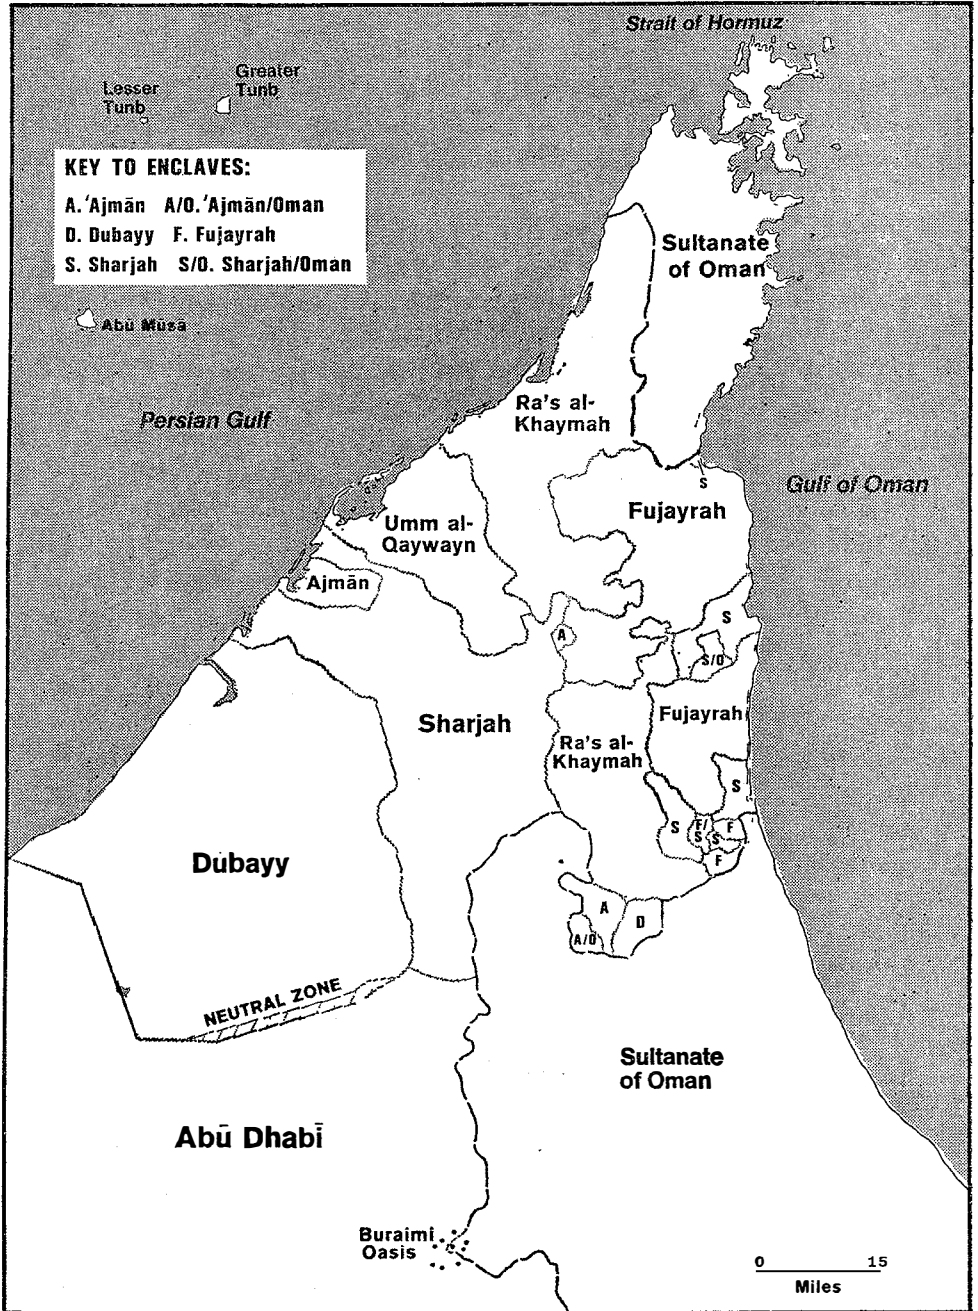 Strait of Hormuz
Greater
Tunb
Lesser
Tunb
KEY TO ENCLAVES:
A. 'Ajmān A/O. 'Ajmān/Oman
D. Dubayy F. Fujayrah
S. Sharjah S/O. Sharjah/Oman
Sultanate
of Oman
Abū Mūsā
Persian Gulf
Ra's al-
Khaymah
S
Gulf of Oman
Fujayrah
Umm al-
Qaywayn
Ajmān
S
A
S/O
Fujayrah
Sharjah
Ra's al-
Khaymah
S
S
F/
S
F
S
F
Dubayy
A
D
A/O
NEUTRAL ZONE
Sultanate
of Oman
Abū Dhabī
Buraimi
Oasis
0 15
Miles